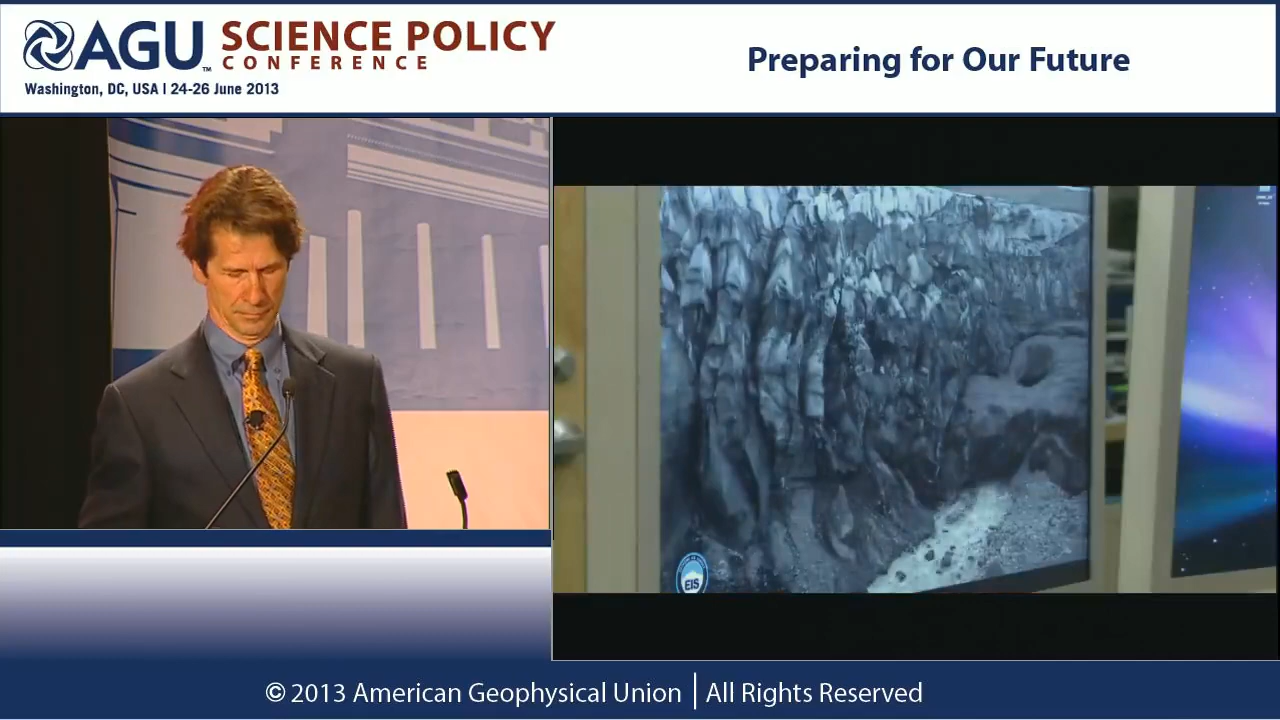 AGU SCIENCE POLICY
™
CONFERENCE
Washington, DC, USA | 24-26 June 2013
Preparing for Our Future
EIS
© 2013 American Geophysical Union | All Rights Reserved